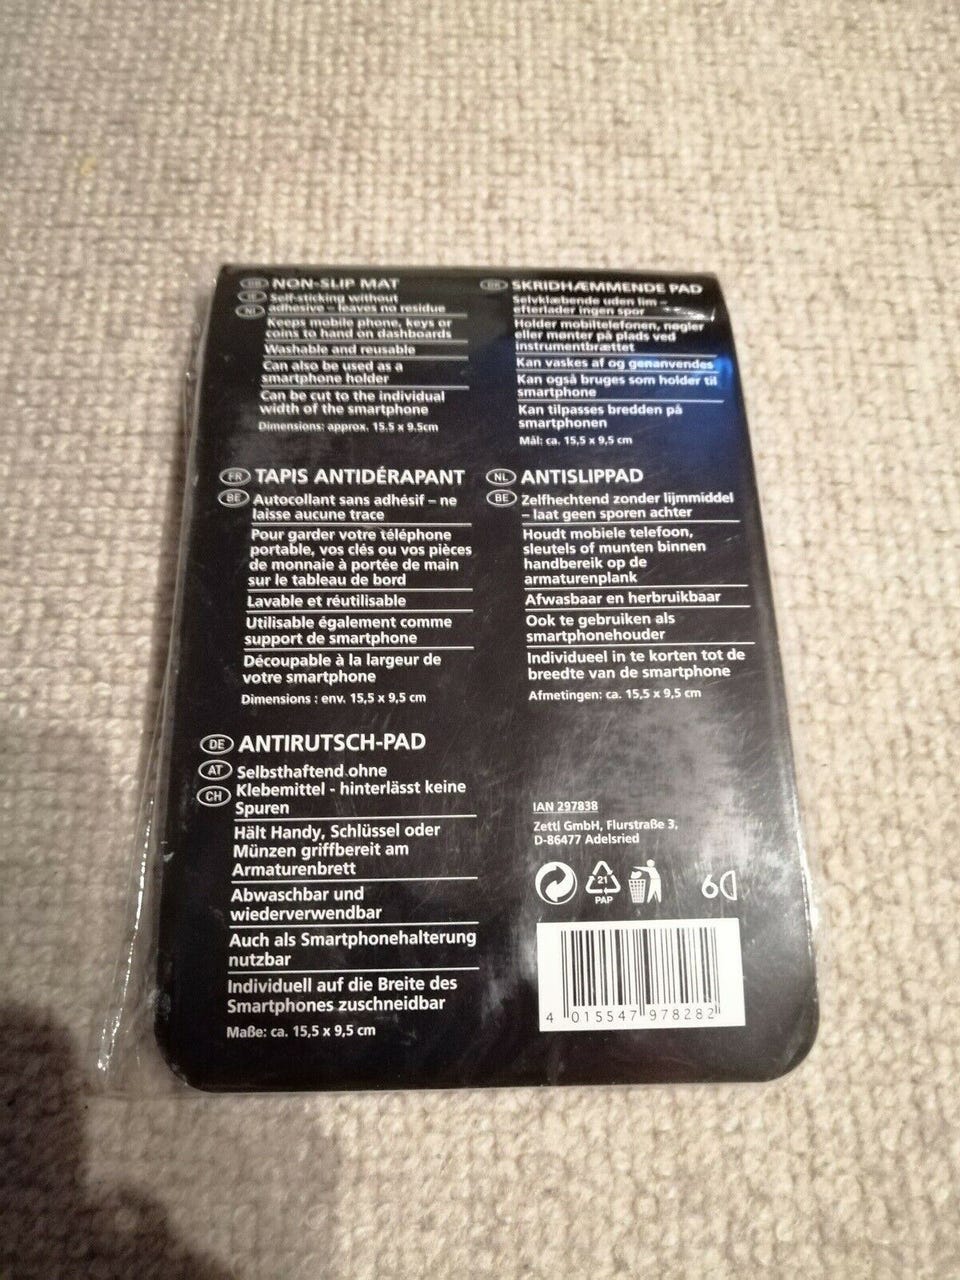 GB NON-SLIP MAT
IE Self-sticking without
NI adhesive – leaves no residue
Keeps mobile phone, keys or
coins to hand on dashboards
Washable and reusable
Can also be used as a
smartphone holder
Can be cut to the individual
width of the smartphone
Dimensions: approx. 15.5 x 9.5cm
DK SKRIDHÆMMENDE PAD
Selvklæbende uden lim –
efterlader ingen spor
Holder mobiltelefonen, nøgler
eller mønter på plads ved
instrumentbrættet
Kan vaskes af og genanvendes
Kan også bruges som holder til
smartphone
Kan tilpasses bredden på
smartphonen
Mål: ca. 15,5 x 9,5 cm
FR TAPIS ANTIDÉRAPANT
BE Autocollant sans adhésif – ne
laisse aucune trace
Pour garder votre téléphone
portable, vos clés ou vos pièces
de monnaie à portée de main
sur le tableau de bord
Lavable et réutilisable
Utilisable également comme
support de smartphone
Découpable à la largeur de
votre smartphone
Dimensions : env. 15,5 x 9,5 cm
NL ANTISLIPPAD
BE Zelfhechtend zonder lijmmiddel
– laat geen sporen achter
Houdt mobiele telefoon,
sleutels of munten binnen
handbereik op de
armaturenplank
Afwasbaar en herbruikbaar
Ook te gebruiken als
smartphonehouder
Individueel in te korten tot de
breedte van de smartphone
Afmetingen: ca. 15,5 x 9,5 cm
DE ANTIRUTSCH-PAD
AT Selbsthaftend ohne
CH Klebemittel - hinterlässt keine
Spuren
Hält Handy, Schlüssel oder
Münzen griffbereit am
Armaturenbrett
Abwaschbar und
wiederverwendbar
Auch als Smartphonehalterung
nutzbar
Individuell auf die Breite des
Smartphones zuschneidbar
Maße: ca. 15,5 x 9,5 cm
IAN 297838
Zettl GmbH, Flurstraße 3,
D-86477 Adelsried
21
PAP
6
4 015547 978282